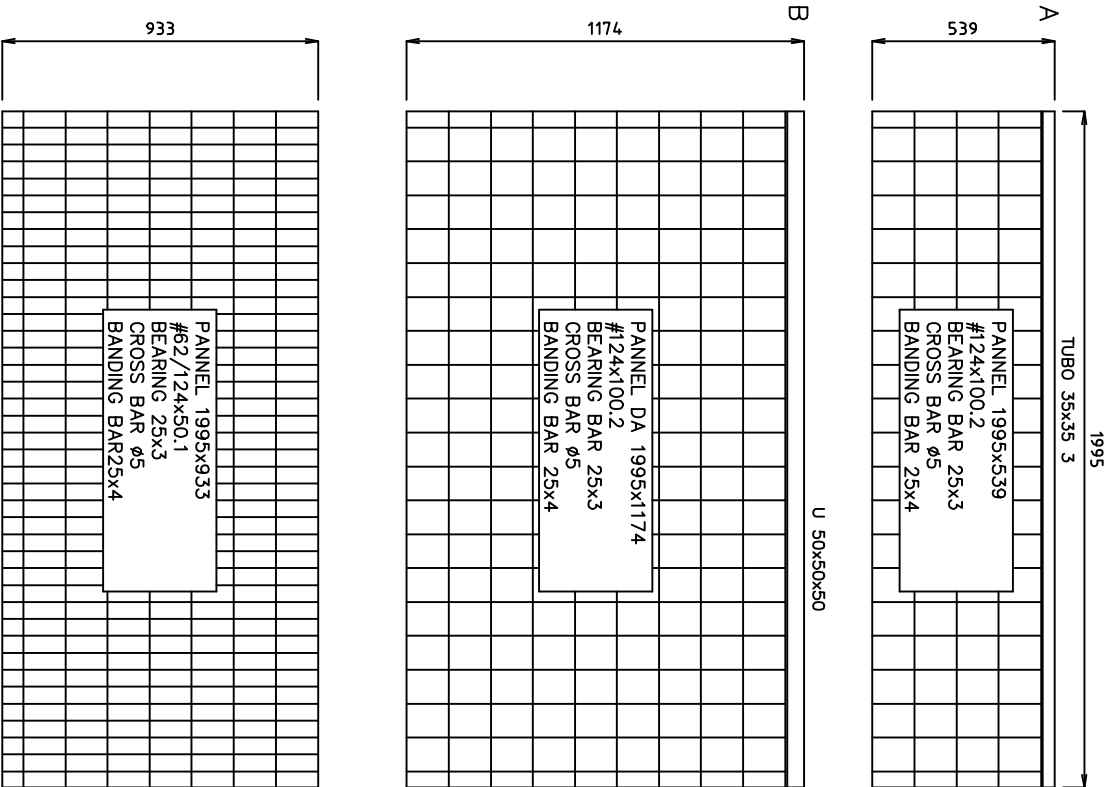 A
539
1995
TUBO 35x35 3
PANNEL 1995x539
#124x100.2
BEARING BAR 25x3
CROSS BAR ø5
BANDING BAR 25x4
B
1174
U 50x50x50
PANNEL DA 1995x1174
#124x100.2
BEARING BAR 25x3
CROSS BAR ø5
BANDING BAR 25x4
933
PANNEL 1995x933
#62/124x50.1
BEARING 25x3
CROSS BAR ø5
BANDING BAR25x4